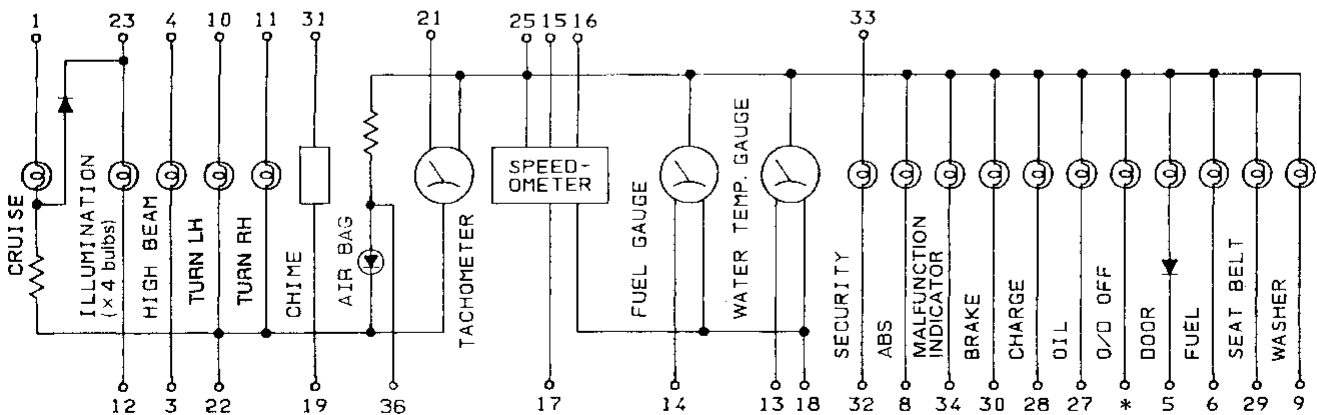 1 23 4 10 11 31 21 25 15 16 33
CRUISE
ILLUMINATION
(× 4 bulbs)
HIGH BEAM
TURN LH
TURN RH
CHIME
AIR BAG
TACHOMETER
SPEED-
OMETER
FUEL GAUGE
WATER TEMP. GAUGE
SECURITY
ABS
MALFUNCTION
INDICATOR
BRAKE
CHARGE
OIL
O/D OFF
DOOR
FUEL
SEAT BELT
WASHER
12 3 22 19 36 17 14 13 18 32 8 34 30 28 27 * 5 6 29 9